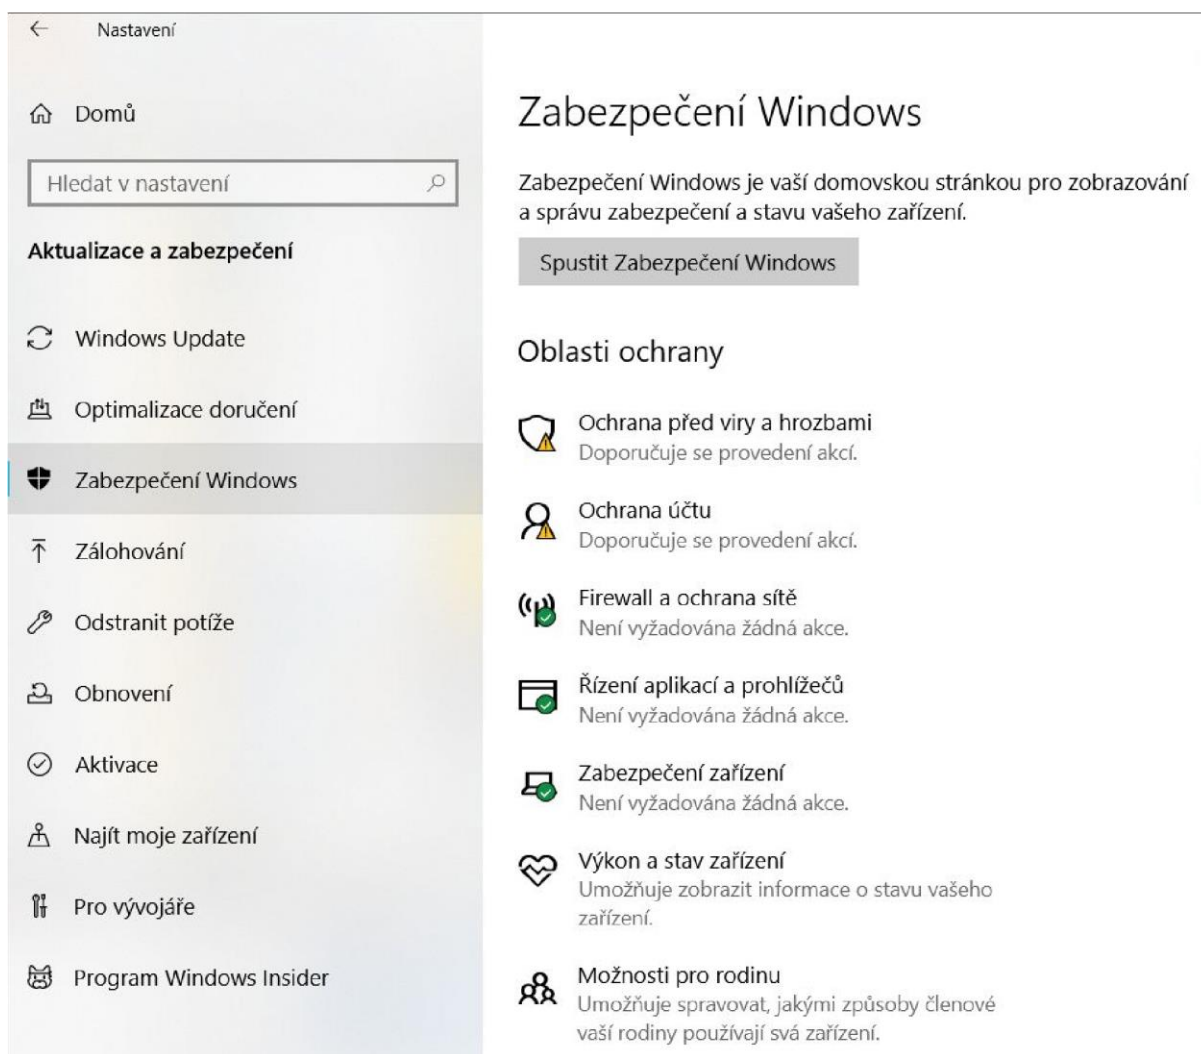 Nastavení
Domů
Hledat v nastavení
Aktualizace a zabezpečení
Windows Update
Optimalizace doručení
Zabezpečení Windows
Zálohování
Odstranit potíže
Obnovení
Aktivace
Najít moje zařízení
Pro vývojáře
Program Windows Insider
Zabezpečení Windows
Zabezpečení Windows je vaší domovskou stránkou pro zobrazování
a správu zabezpečení a stavu vašeho zařízení.
Spustit Zabezpečení Windows
Oblasti ochrany
Ochrana před viry a hrozbami
Doporučuje se provedení akcí.
Ochrana účtu
Doporučuje se provedení akcí.
Firewall a ochrana sítě
Není vyžadována žádná akce.
Řízení aplikací a prohlížečů
Není vyžadována žádná akce.
Zabezpečení zařízení
Není vyžadována žádná akce.
Výkon a stav zařízení
Umožňuje zobrazit informace o stavu vašeho
zařízení.
Možnosti pro rodinu
Umožňuje spravovat, jakými způsoby členové
vaší rodiny používají svá zařízení.